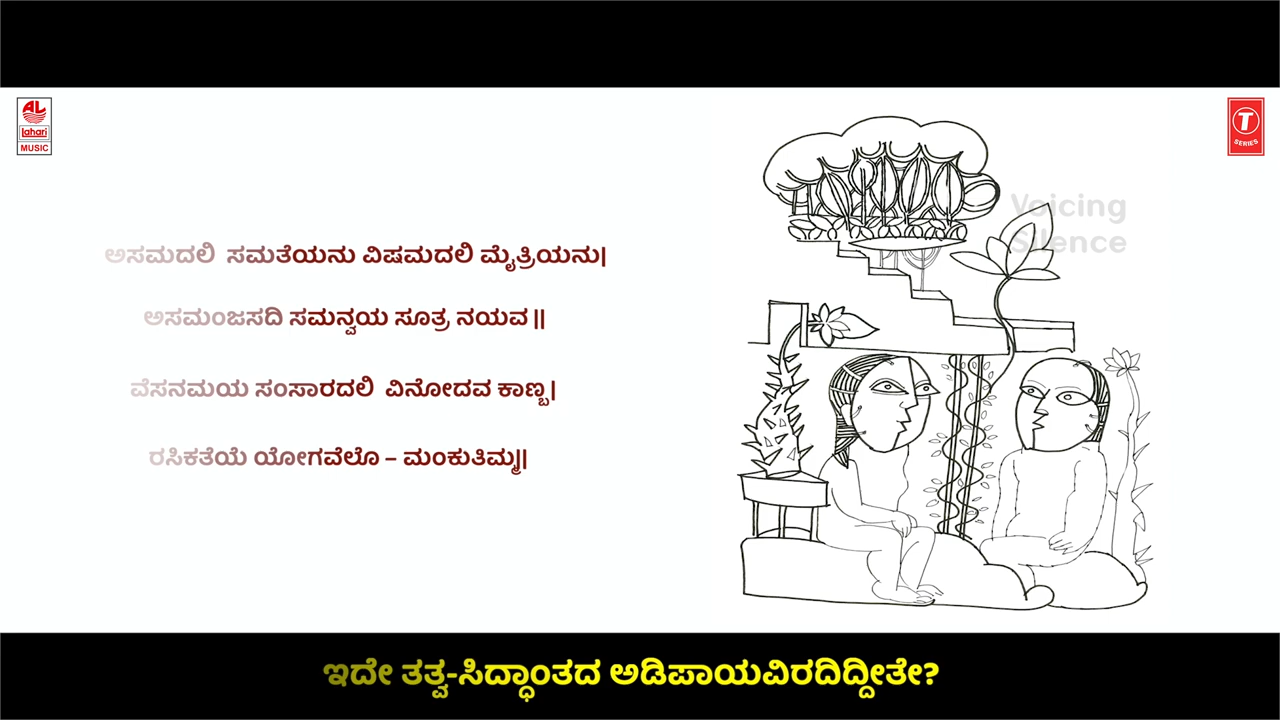 AL
Lahari
MUSIC
T
SERIES
Voicing
Silence
ಅಸಮದಲಿ ಸಮತೆಯನು ವಿಷಮದಲಿ ಮೈತ್ರಿಯನು|
ಅಸಮಂಜಸದಿ ಸಮನ್ವಯ ಸೂತ್ರ ನಯವ ||
ವೆಸನಮಯ ಸಂಸಾರದಲಿ ವಿನೋದವ ಕಾಣ್ಬ|
ರಸಿಕತೆಯೆ ಯೋಗವೆಲೊ – ಮಂಕುತಿಮ್ಮ||
ಇದೇ ತತ್ವ-ಸಿದ್ಧಾಂತದ ಅಡಿಪಾಯವಿರದಿದ್ದೀತೇ?